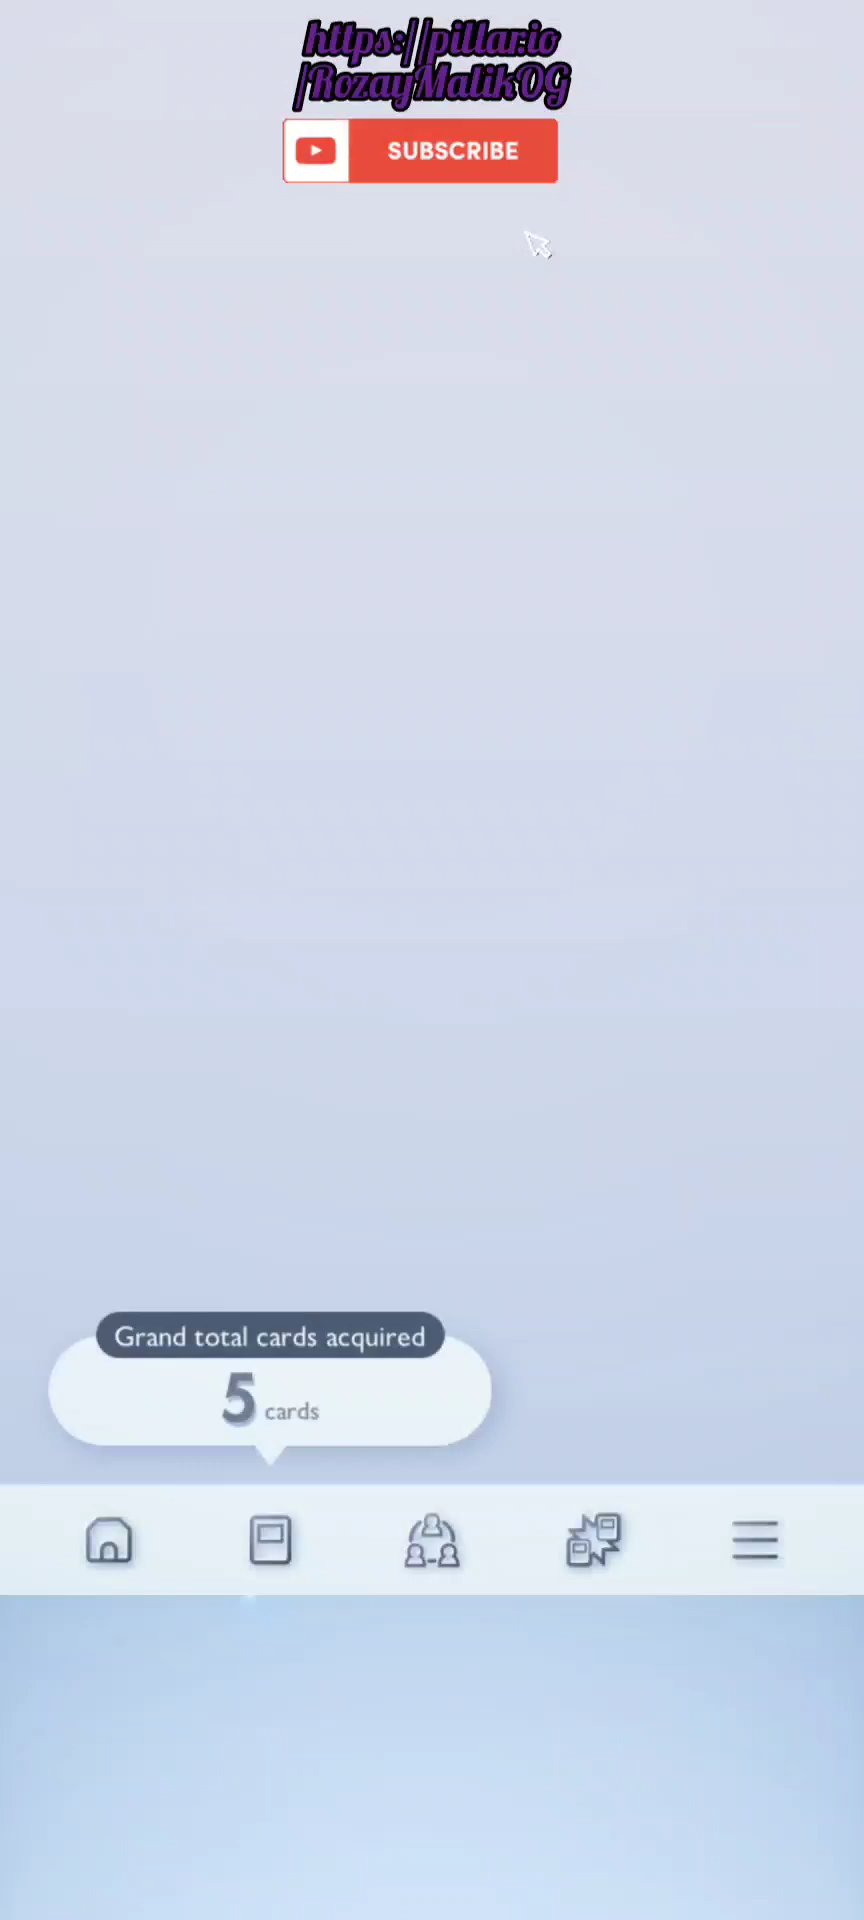 https://pillar.io
/RozayMalikOG
SUBSCRIBE
Grand total cards acquired
5 cards